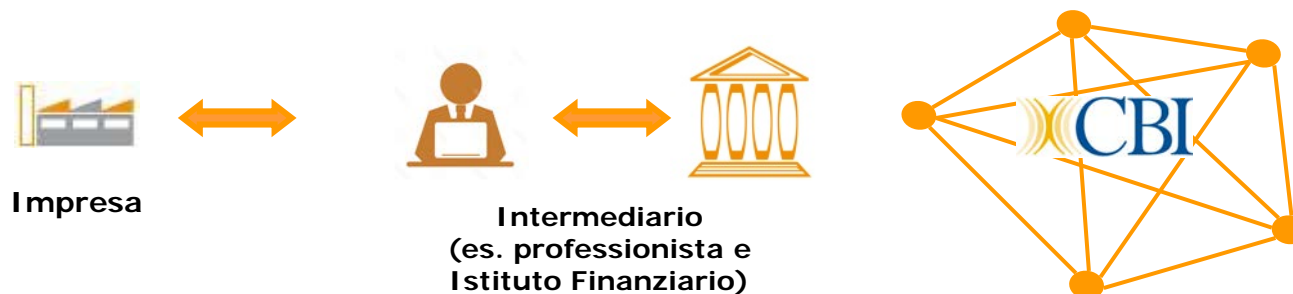 Impresa
Intermediario
(es. professionista e
Istituto Finanziario)
CBI